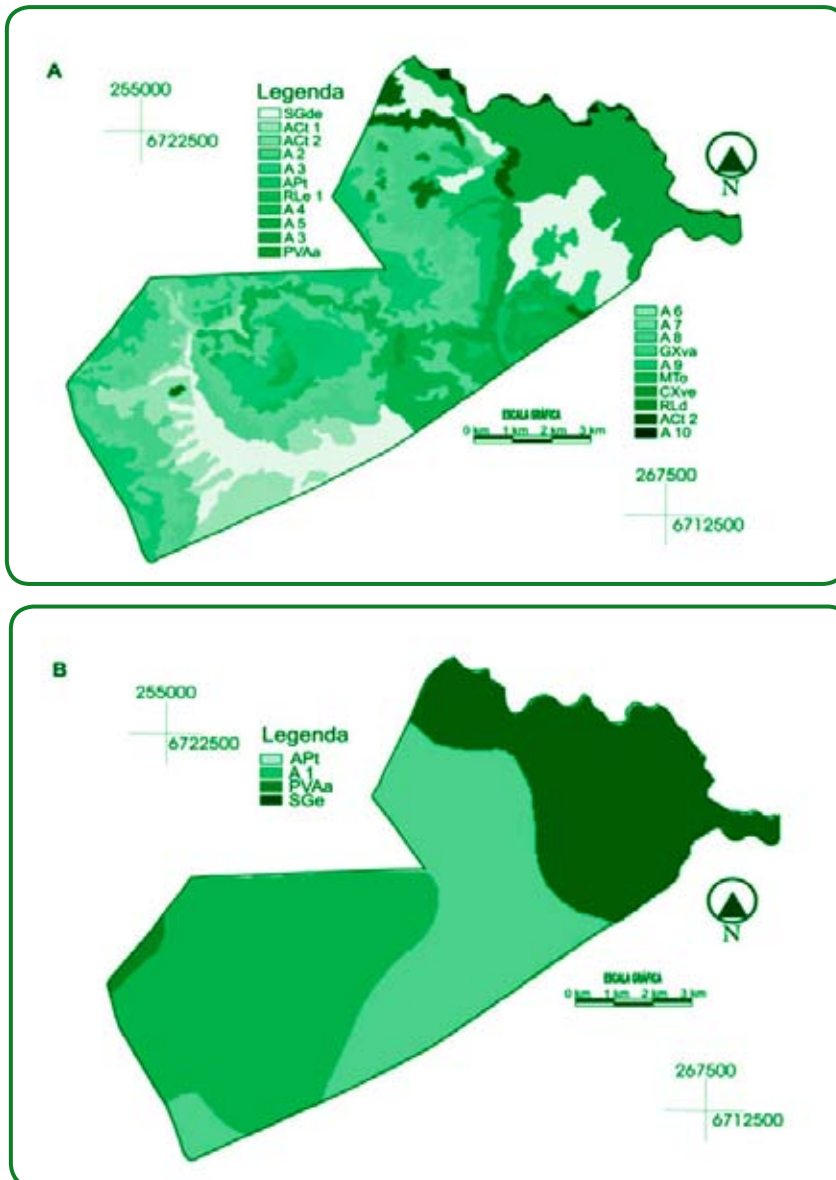 A
255000
6722500
Legenda
SGde
ACt 1
ACt 2
A 2
A 3
APt
RLe 1
A 4
A 5
A 3
PVAa
N
A 6
A 7
A 8
GXva
A 9
MTo
CXve
RLd
ACt 2
A 10
ESCALA GRÁFICA
0 km 1 km 2 km 3 km
267500
6712500
B
255000
6722500
Legenda
APt
A 1
PVAa
SGe
N
ESCALA GRÁFICA
0 km 1 km 2 km 3 km
267500
6712500